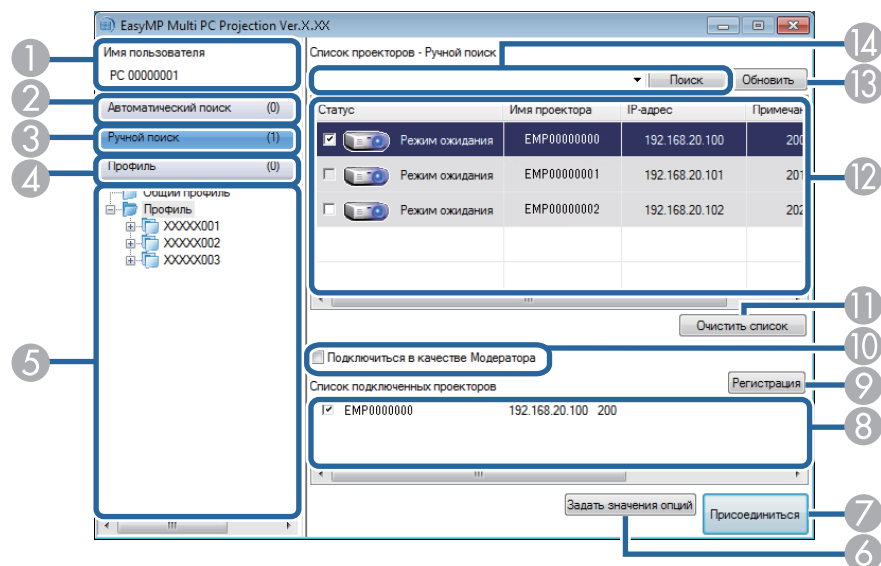 EasyMP Multi PC Projection Ver.X.XX
Имя пользователя
PC 00000001
Автоматический поиск (0)
Ручной поиск (1)
Профиль (0)
Общий профиль
Профиль
XXXXX001
XXXXX002
XXXXX003
Список проекторов - Ручной поиск
Поиск
Обновить
Статус Имя проектора IP-адрес Примечан
Режим ожидания EMP00000000 192.168.20.100 200
Режим ожидания EMP00000001 192.168.20.101 201
Режим ожидания EMP00000002 192.168.20.102 202
Очистить список
Подключиться в качестве Модератора
Список подключенных проекторов
Регистрация
EMP0000000 192.168.20.100 200
Задать значения опций
Присоединиться
1
2
3
4
5
14
13
12
11
10
9
8
7
6